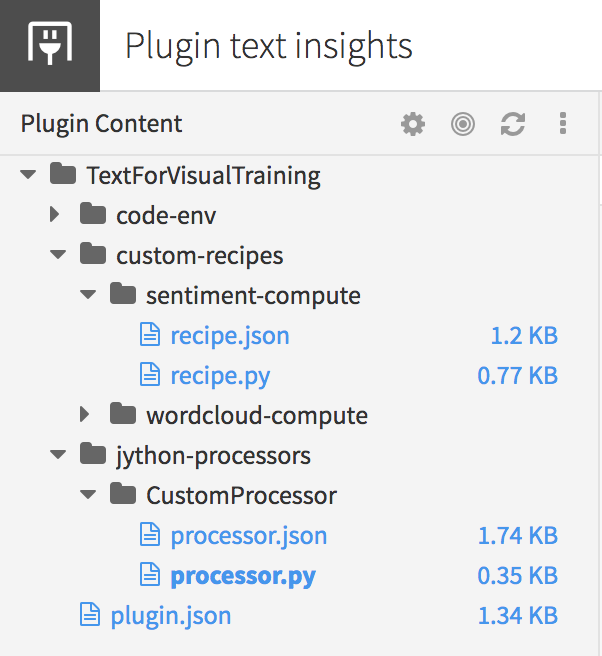 Plugin text insights
Plugin Content
TextForVisualTraining
code-env
custom-recipes
sentiment-compute
recipe.json 1.2 KB
recipe.py 0.77 KB
wordcloud-compute
jython-processors
CustomProcessor
processor.json 1.74 KB
processor.py 0.35 KB
plugin.json 1.34 KB